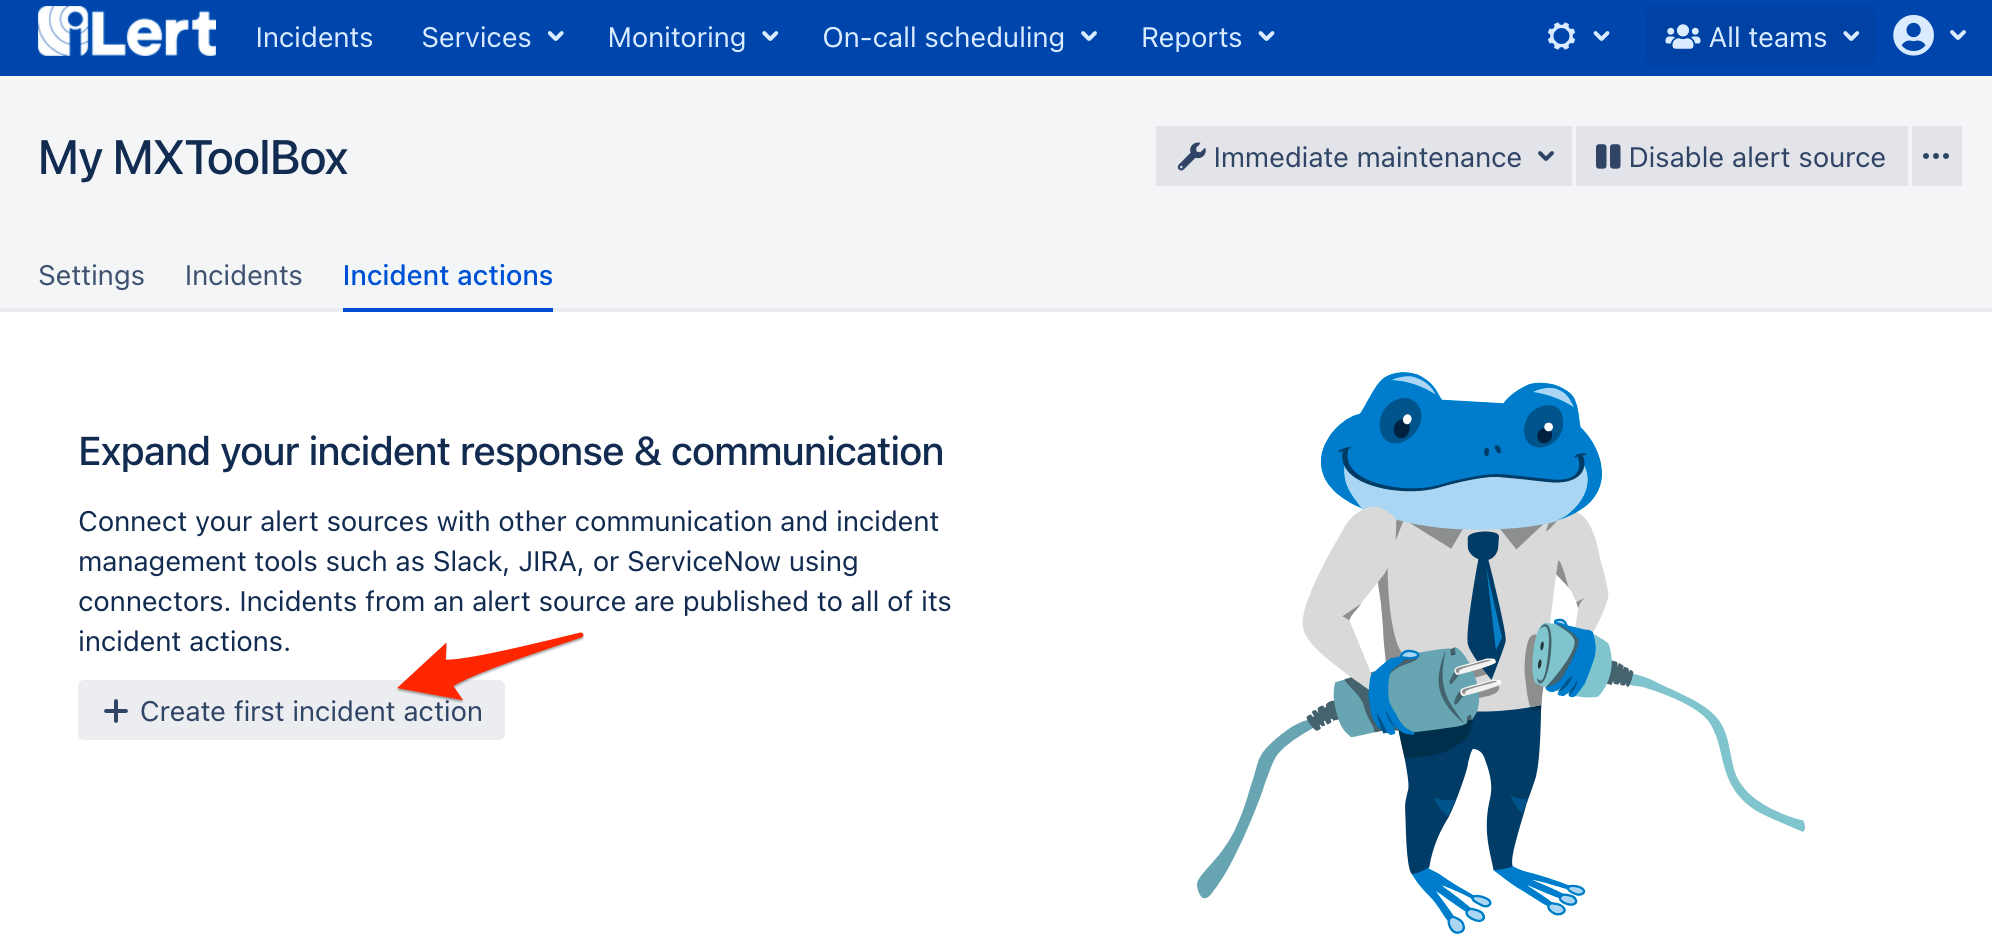 iLert Incidents Services Monitoring On-call scheduling Reports All teams
My MXToolBox
Immediate maintenance Disable alert source
Settings Incidents Incident actions
Expand your incident response & communication
Connect your alert sources with other communication and incident
management tools such as Slack, JIRA, or ServiceNow using
connectors. Incidents from an alert source are published to all of its
incident actions.
+ Create first incident action